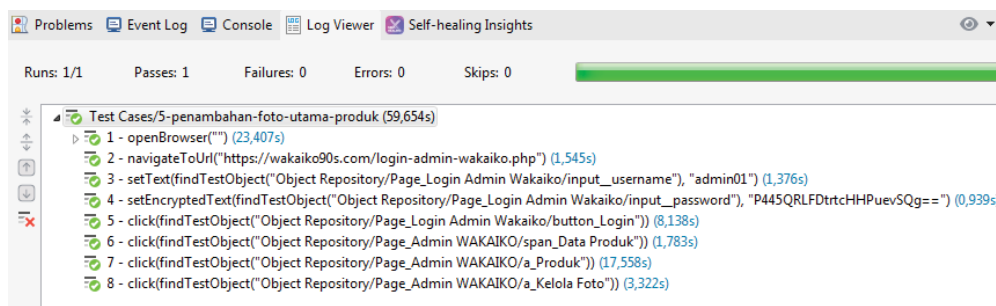 Problems Event Log Console Log Viewer Self-healing Insights
Runs: 1/1 Passes: 1 Failures: 0 Errors: 0 Skips: 0
Test Cases/5-penambahan-foto-utama-produk (59,654s)
1 - openBrowser("") (23,407s)
2 - navigateToUrl("https://wakaiko90s.com/login-admin-wakaiko.php") (1,545s)
3 - setText(findTestObject("Object Repository/Page_Login Admin Wakaiko/input__username"), "admin01") (1,376s)
4 - setEncryptedText(findTestObject("Object Repository/Page_Login Admin Wakaiko/input__password"), "P445QRLFDtrtcHHPuevSQg==") (0,939s
5 - click(findTestObject("Object Repository/Page_Login Admin Wakaiko/button_Login")) (8,138s)
6 - click(findTestObject("Object Repository/Page_Admin WAKAIKO/span_Data Produk")) (1,783s)
7 - click(findTestObject("Object Repository/Page_Admin WAKAIKO/a_Produk")) (17,558s)
8 - click(findTestObject("Object Repository/Page_Admin WAKAIKO/a_Kelola Foto")) (3,322s)